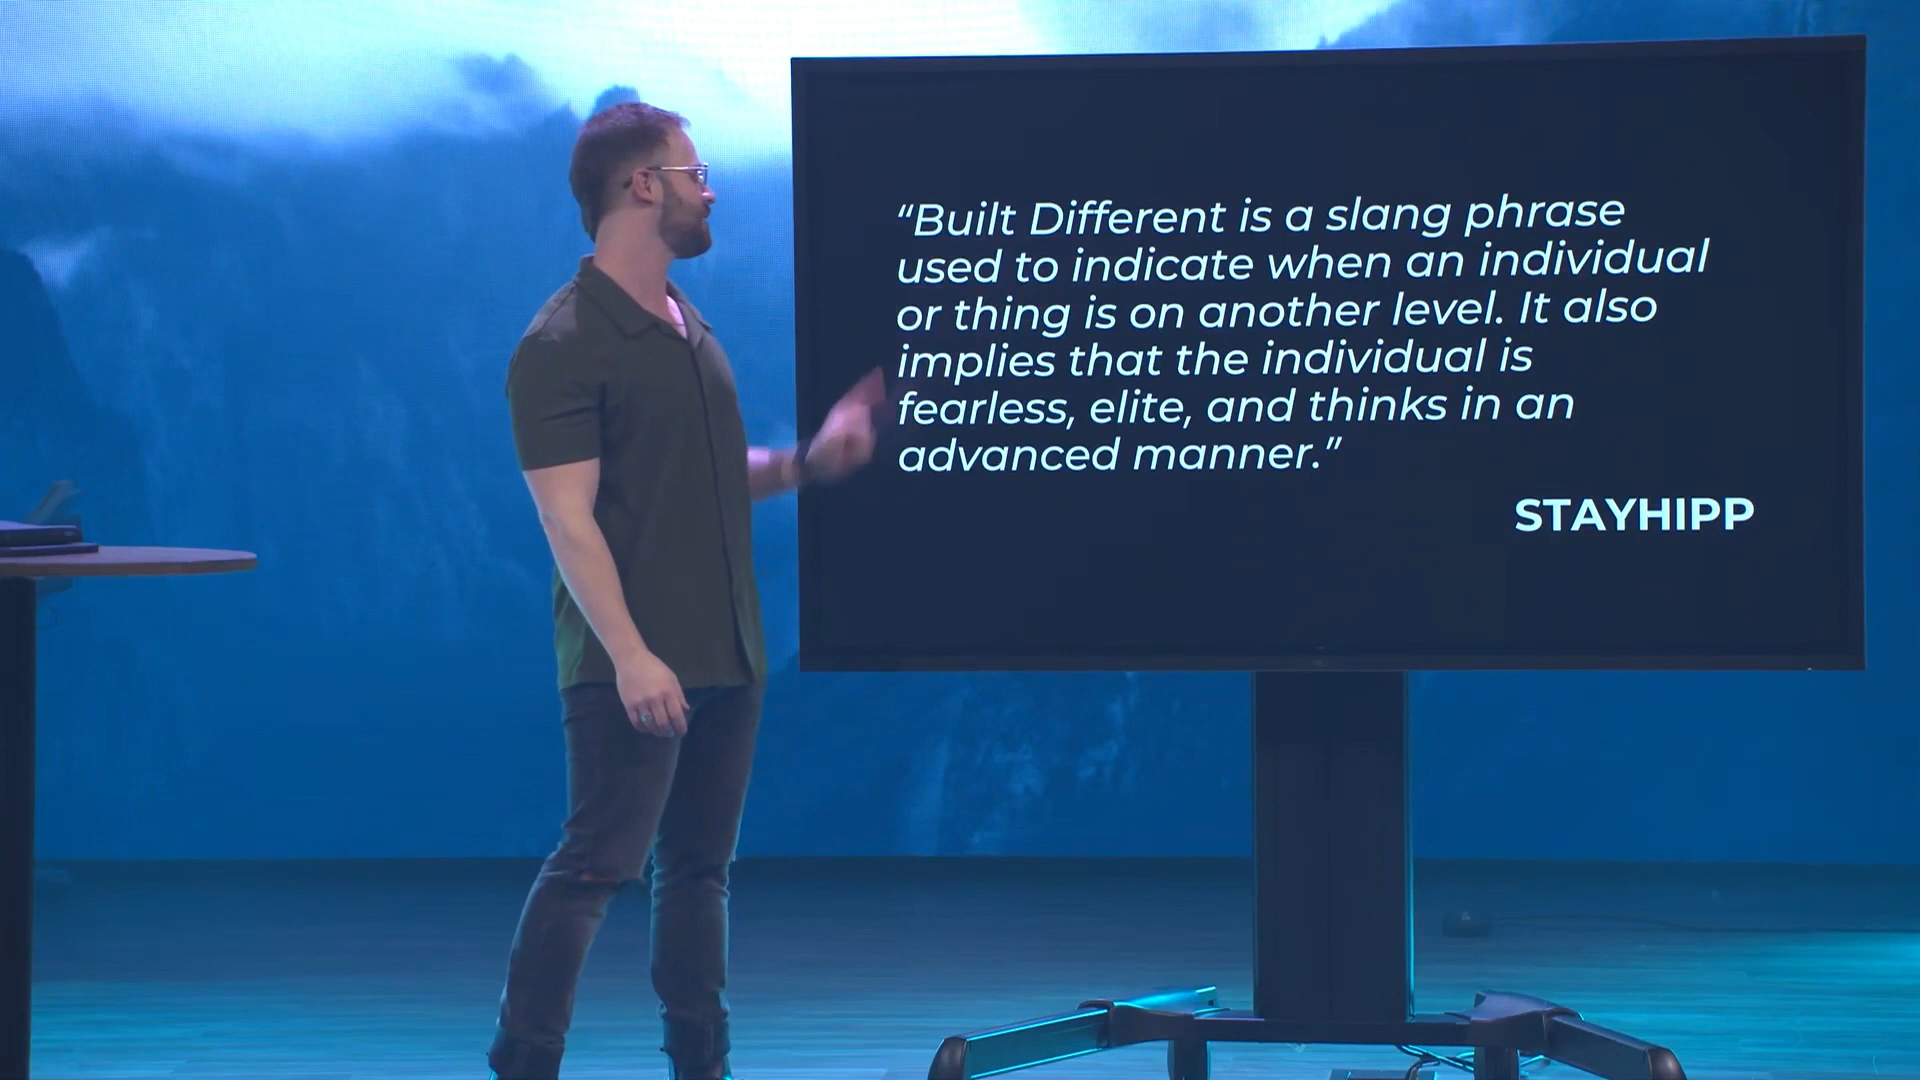 “Built Different is a slang phrase
used to indicate when an individual
or thing is on another level. It also
implies that the individual is
fearless, elite, and thinks in an
advanced manner.”
STAYHIPP